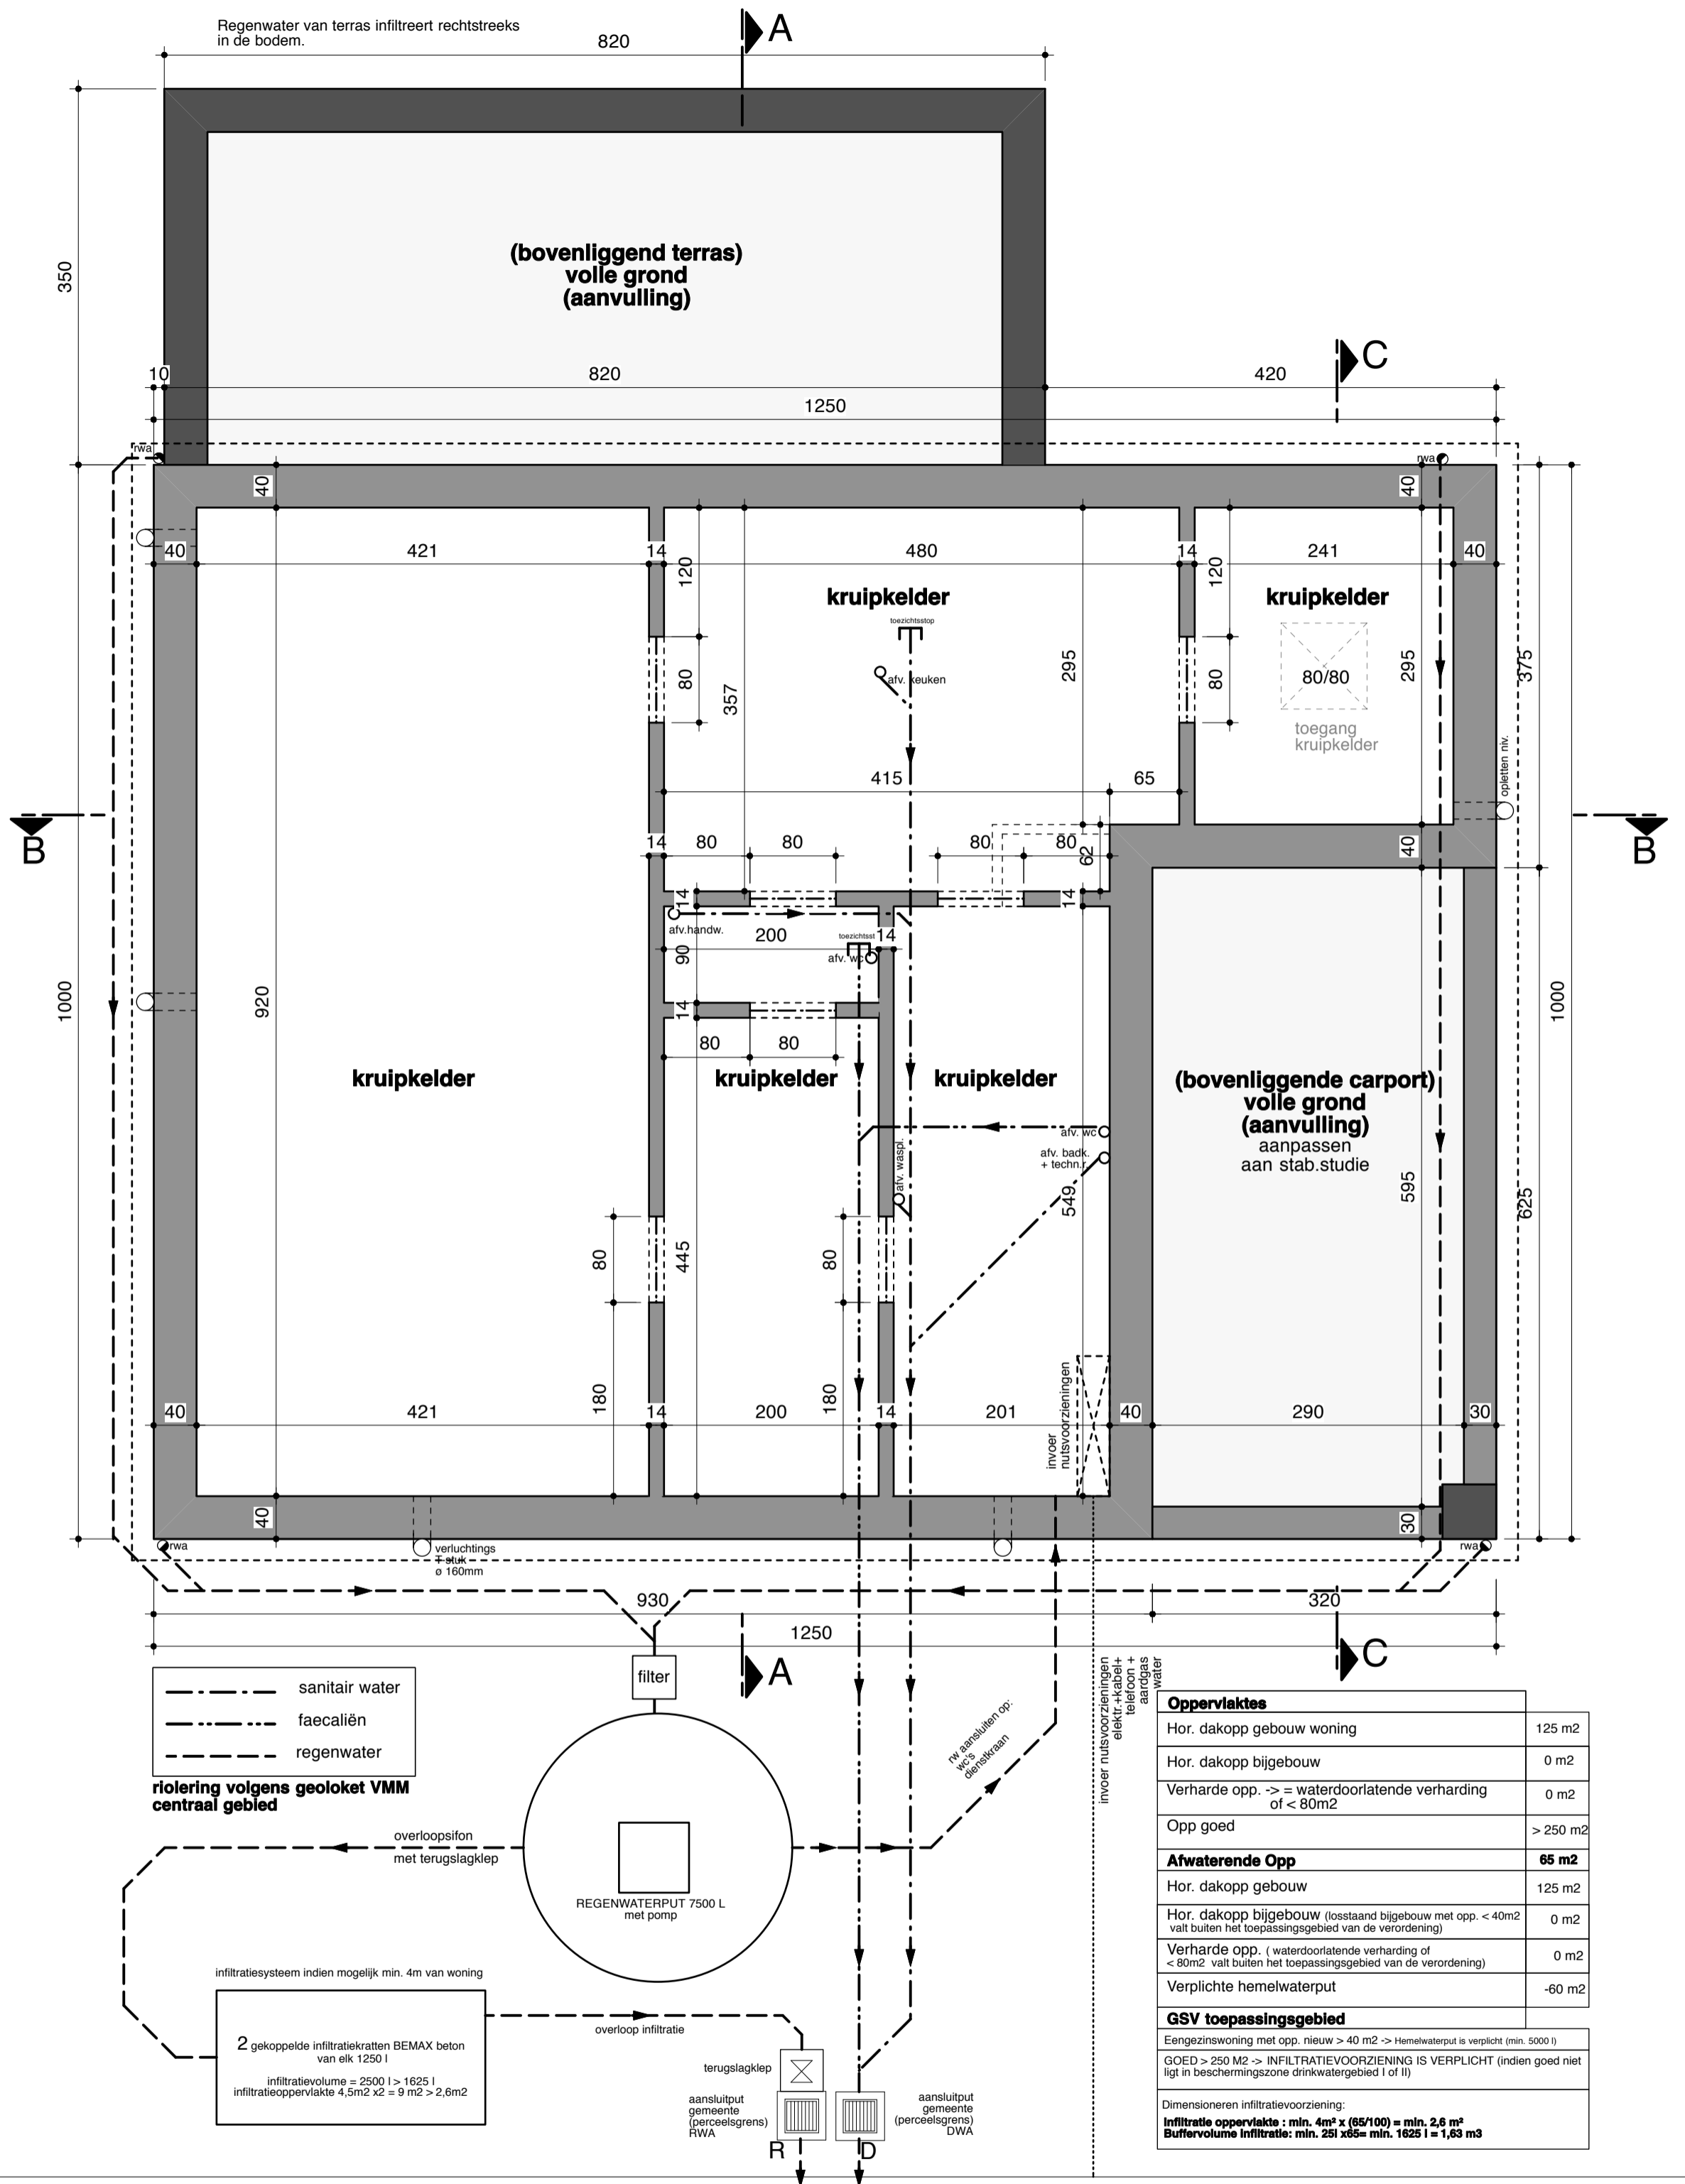 Regenwater van terras infiltreert rechtstreeks
in de bodem.
820
A
350
(bovenliggend terras)
volle grond
(aanvulling)
C
10
820
420
1250
rwa
rwa
40
40
40
421
14
480
14
241
40
120
120
kruipkelder
kruipkelder
toezichtsstop
afv. keuken
80
357
295
80
80/80
295
375
toegang
kruipkelder
opletten niv.
415
65
B
B
14
80
80
80
80
62
40
14
14
afv.handw.
200
toezichtsst
14
90
afv. wc
1000
920
14
1000
80
80
kruipkelder
kruipkelder
kruipkelder
(bovenliggende carport)
volle grond
(aanvulling)
aanpassen
aan stab.studie
afv. wc
afv. badk.
+ techn.r.
afv. waspl.
549
595
625
80
445
80
180
180
invoer
nutsvoorzieningen
40
421
14
200
14
201
40
290
30
40
30
rwa
verluchtings
T-stuk
ø 160mm
rwa
930
320
1250
A
C
filter
sanitair water
faecaliën
regenwater
riolering volgens geoloket VMM
centraal gebied
invoer nutsvoorzieningen
elektr.+kabel+
telefoon +
aardgas
water
rw aansluiten op:
wc's
dienstkraan
overloopsifon
met terugslagklep
REGENWATERPUT 7500 L
met pomp
infiltratiesysteem indien mogelijk min. 4m van woning
2 gekoppelde infiltratiekratten BEMAX beton
van elk 1250 l
infiltratievolume = 2500 l > 1625 l
infiltratieoppervlakte 4,5m2 x2 = 9 m2 > 2,6m2
overloop infiltratie
terugslagklep
aansluitput
gemeente
(perceelsgrens)
RWA
aansluitput
gemeente
(perceelsgrens)
DWA
R
D
Oppervlaktes
Hor. dakopp gebouw woning 125 m2
Hor. dakopp bijgebouw 0 m2
Verharde opp. -> = waterdoorlatende verharding
of < 80m2 0 m2
Opp goed > 250 m2
Afwaterende Opp 65 m2
Hor. dakopp gebouw 125 m2
Hor. dakopp bijgebouw (losstaand bijgebouw met opp. < 40m2
valt buiten het toepassingsgebied van de verordening) 0 m2
Verharde opp. ( waterdoorlatende verharding of
< 80m2 valt buiten het toepassingsgebied van de verordening) 0 m2
Verplichte hemelwaterput -60 m2
GSV toepassingsgebied
Eengezinswoning met opp. nieuw > 40 m2 -> Hemelwaterput is verplicht (min. 5000 l)
GOED > 250 M2 -> INFILTRATIEVOORZIENING IS VERPLICHT (indien goed niet
ligt in beschermingszone drinkwatergebied I of II)
Dimensioneren infiltratievoorziening:
Infiltratie oppervlakte : min. 4m² x (65/100) = min. 2,6 m²
Buffervolume infiltratie: min. 25l x65= min. 1625 l = 1,63 m3